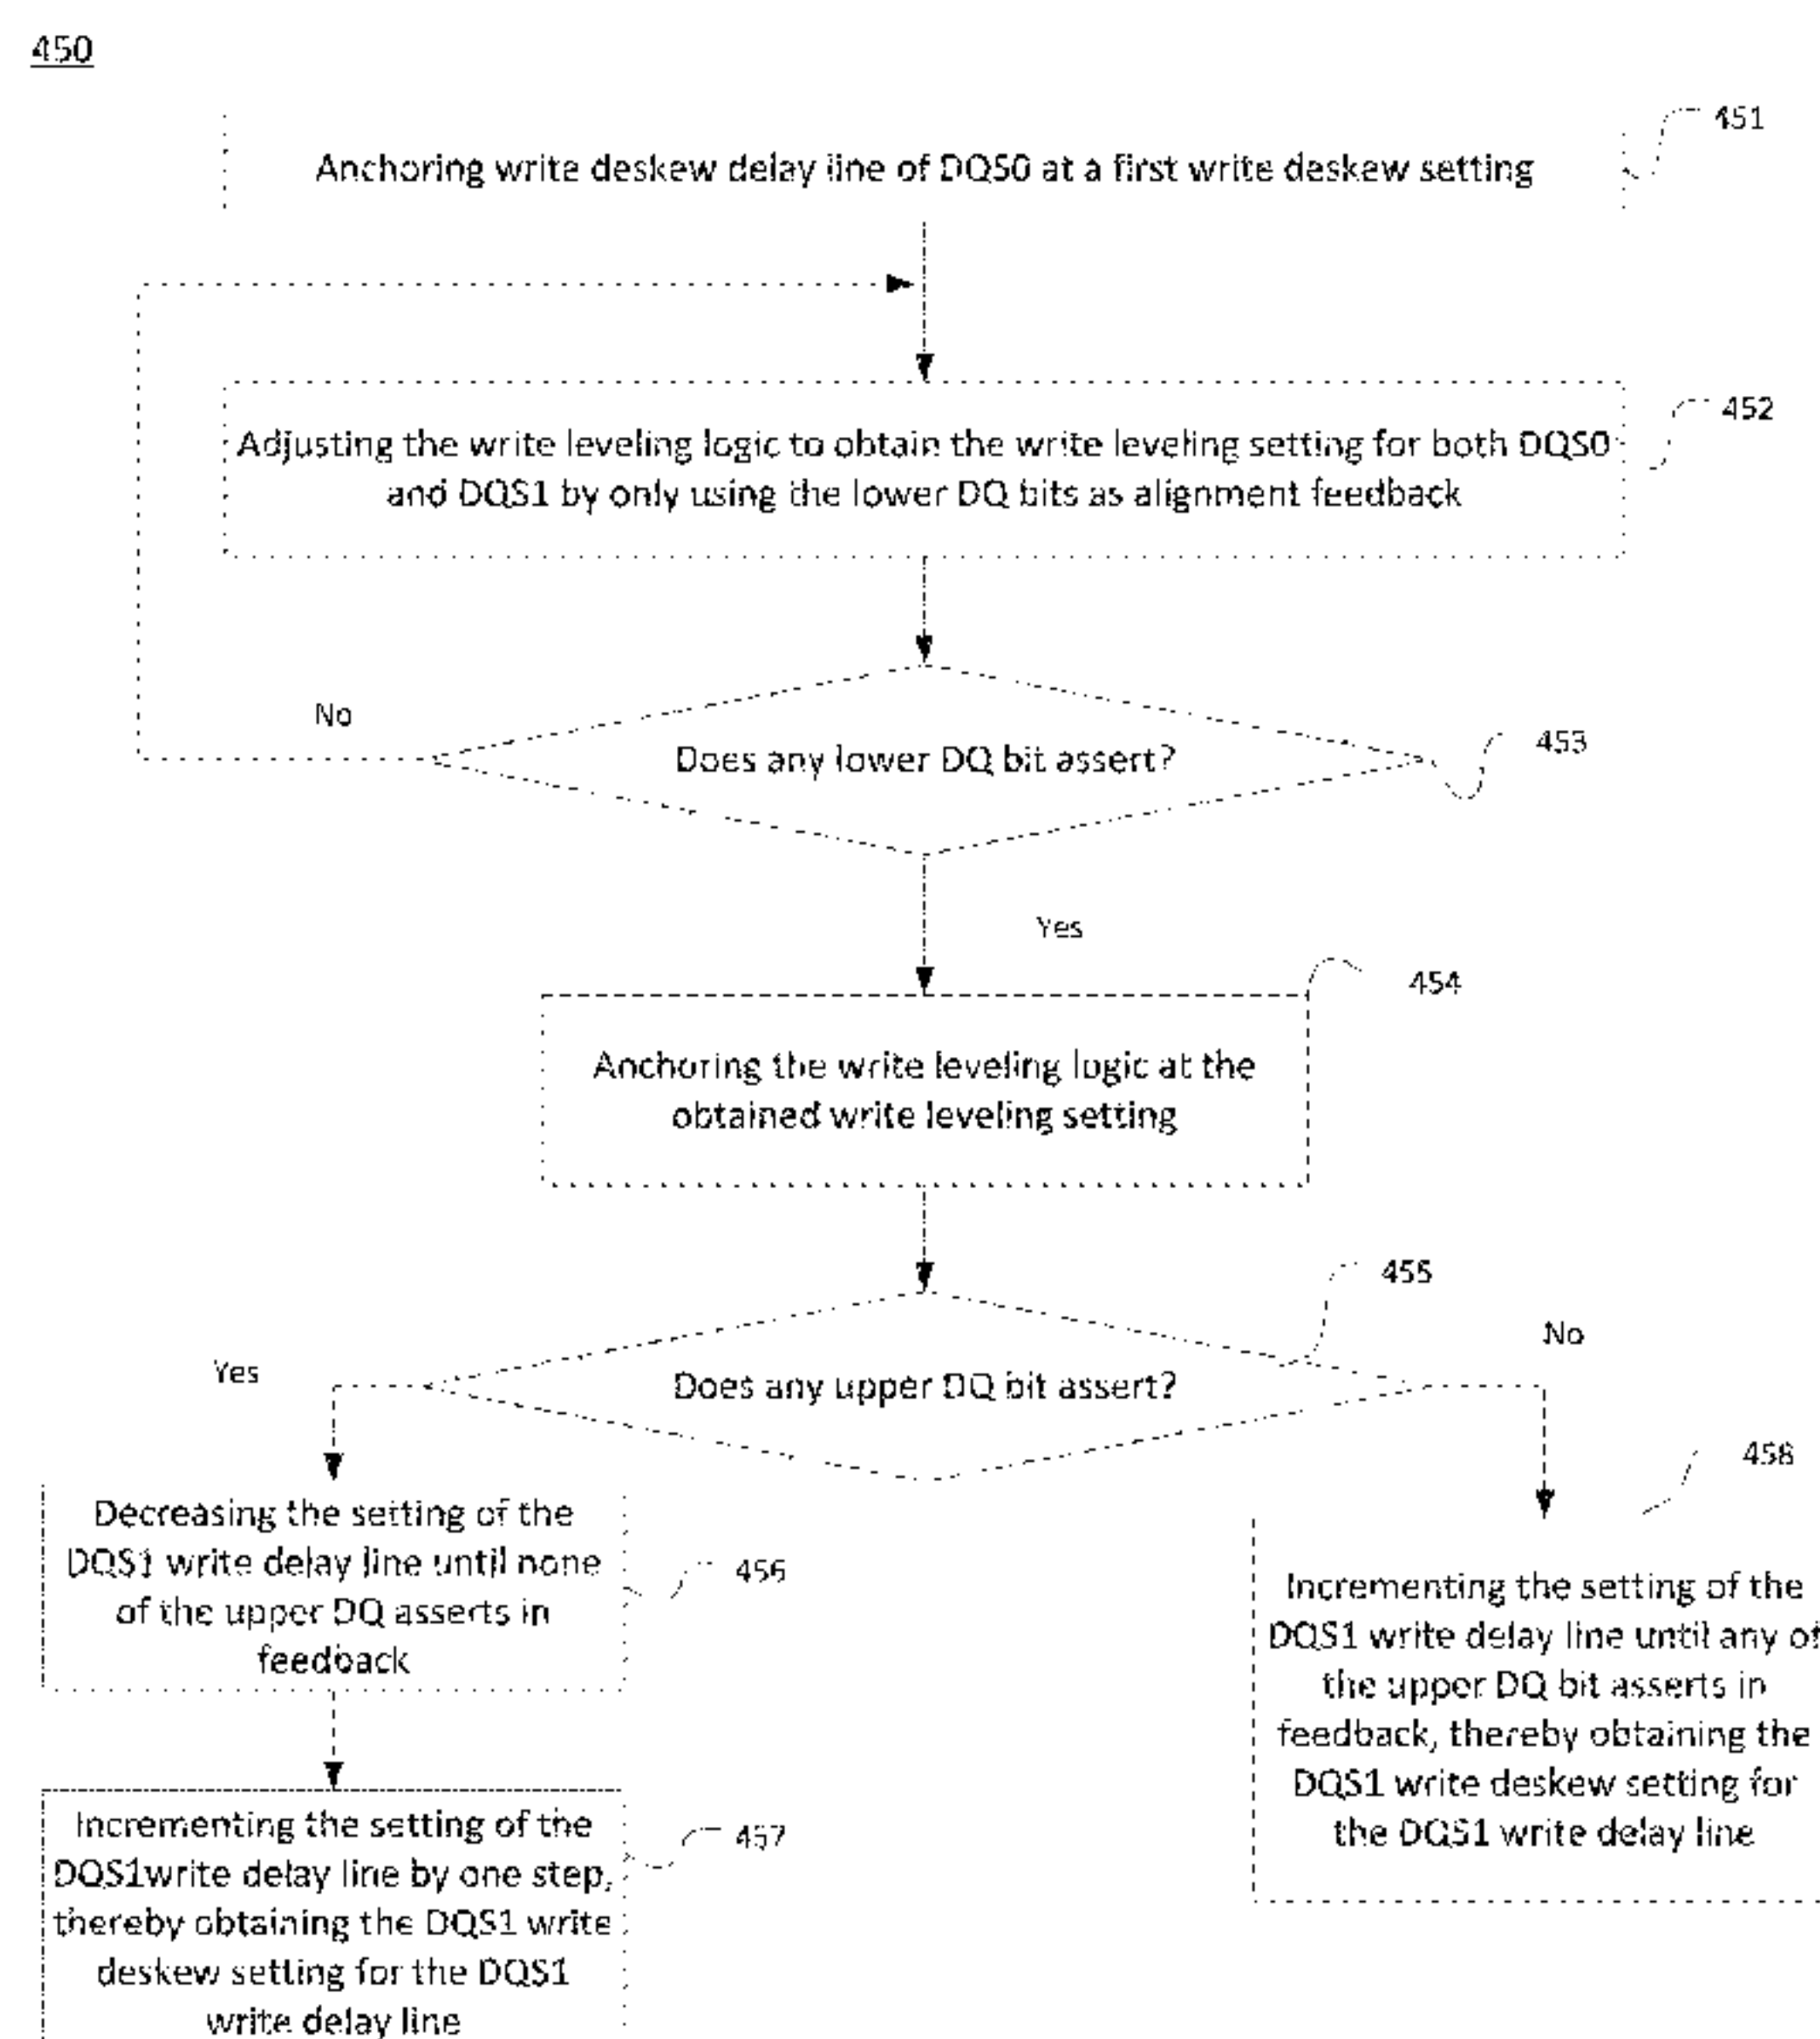 450
451
Anchoring write deskew delay line of DQS0 at a first write deskew setting
452
Adjusting the write leveling logic to obtain the write leveling setting for both DQS0
and DQS1 by only using the lower DQ bits as alignment feedback
No
Does any lower DQ bit assert?
453
Yes
454
Anchoring the write leveling logic at the
obtained write leveling setting
455
No
Yes
Does any upper DQ bit assert?
458
Decreasing the setting of the
DQS1 write delay line until none
of the upper DQ asserts in
feedback
456
Incrementing the setting of the
DQS1 write delay line until any of
the upper DQ bit asserts in
feedback, thereby obtaining the
DQS1 write deskew setting for
the DQS1 write delay line
Incrementing the setting of the
DQS1write delay line by one step,
thereby obtaining the DQS1 write
deskew setting for the DQS1
write delay line
457